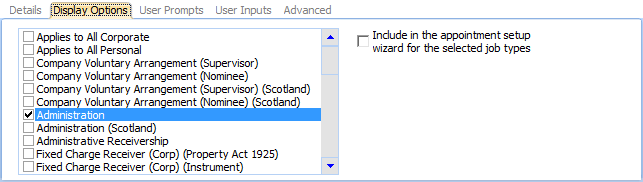 Details Display Options User Prompts User Inputs Advanced
Applies to All Corporate
Applies to All Personal
Company Voluntary Arrangement (Supervisor)
Company Voluntary Arrangement (Nominee)
Company Voluntary Arrangement (Supervisor) (Scotland)
Company Voluntary Arrangement (Nominee) (Scotland)
Administration
Administration (Scotland)
Administrative Receivership
Fixed Charge Receiver (Corp) (Property Act 1925)
Fixed Charge Receiver (Corp) (Instrument)
Include in the appointment setup
wizard for the selected job types